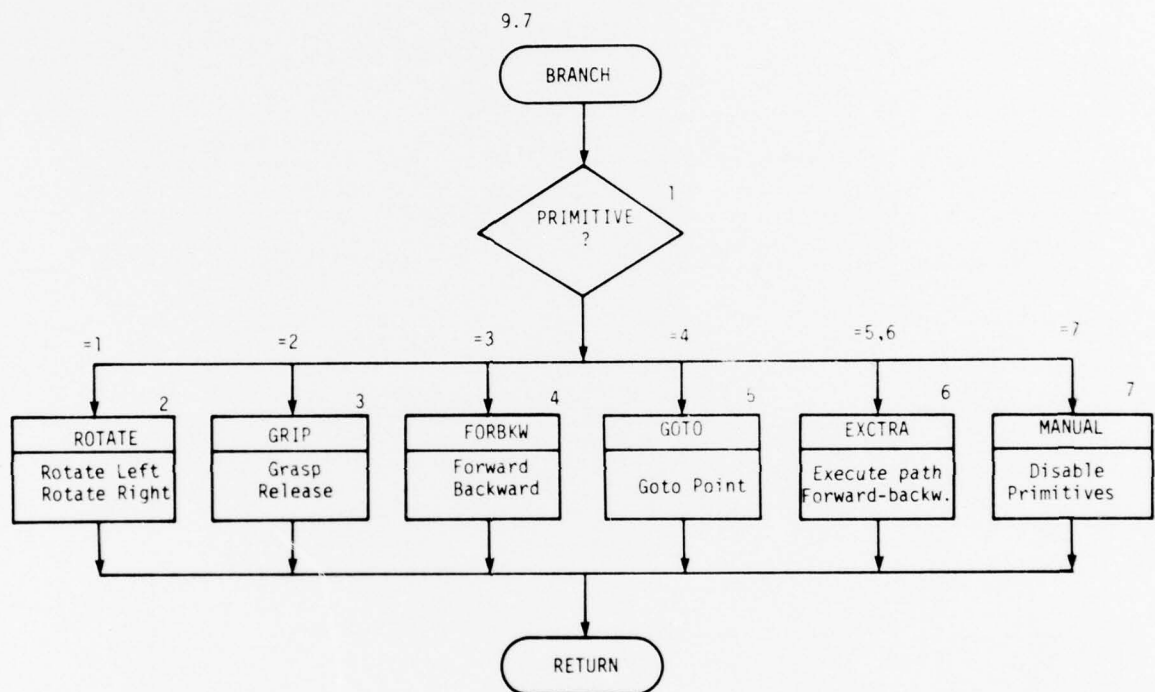 9.7
BRANCH
1
PRIMITIVE
?
=1
=2
=3
=4
=5,6
=7
2
3
4
5
6
7
ROTATE
GRIP
FORBKW
GOTO
EXCTRA
MANUAL
Rotate Left
Rotate Right
Grasp
Release
Forward
Backward
Goto Point
Execute path
Forward-backw.
Disable
Primitives
RETURN